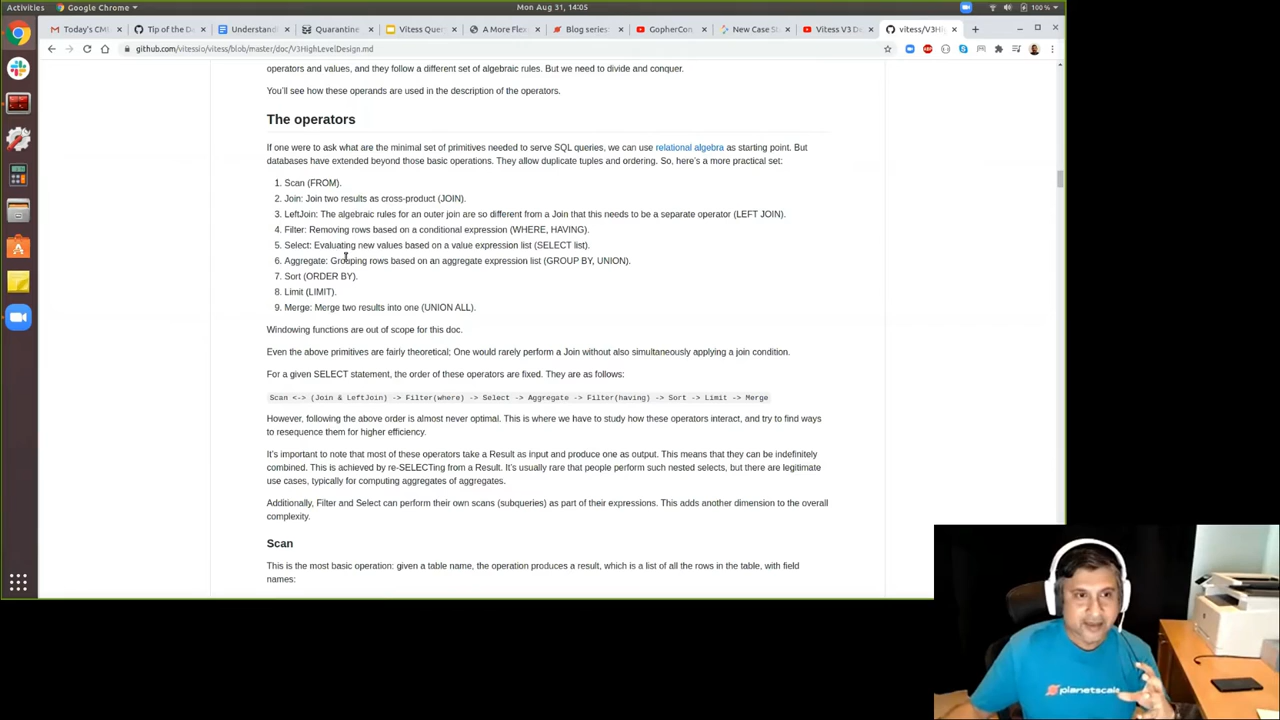 Activities
Google Chrome
Mon Aug 31, 14:05
100 %
Today's CM
Tip of the D
Understand
Quarantine
Vitess Que
A More Flex
Blog series:
GopherCon
New Case S
Vitess V3 D
vitess/V3Hig
github.com/vitessio/vitess/blob/master/doc/V3HighLevelDesign.md
operators and values, and they follow a different set of algebraic rules. But we need to divide and conquer.
You'll see how these operands are used in the description of the operators.
The operators
If one were to ask what are the minimal set of primitives needed to serve SQL queries, we can use relational algebra as starting point. But
databases have extended beyond those basic operations. They allow duplicate tuples and ordering. So, here's a more practical set:
1. Scan (FROM).
2. Join: Join two results as cross-product (JOIN).
3. LeftJoin: The algebraic rules for an outer join are so different from a Join that this needs to be a separate operator (LEFT JOIN).
4. Filter: Removing rows based on a conditional expression (WHERE, HAVING).
5. Select: Evaluating new values based on a value expression list (SELECT list).
6. Aggregate: Grouping rows based on an aggregate expression list (GROUP BY, UNION).
7. Sort (ORDER BY).
8. Limit (LIMIT).
9. Merge: Merge two results into one (UNION ALL).
Windowing functions are out of scope for this doc.
Even the above primitives are fairly theoretical; One would rarely perform a Join without also simultaneously applying a join condition.
For a given SELECT statement, the order of these operators are fixed. They are as follows:
Scan <-> (Join & LeftJoin) -> Filter(where) -> Select -> Aggregate -> Filter(having) -> Sort -> Limit -> Merge
However, following the above order is almost never optimal. This is where we have to study how these operators interact, and try to find ways
to resequence them for higher efficiency.
It's important to note that most of these operators take a Result as input and produce one as output. This means that they can be indefinitely
combined. This is achieved by re-SELECTing from a Result. It's usually rare that people perform such nested selects, but there are legitimate
use cases, typically for computing aggregates of aggregates.
Additionally, Filter and Select can perform their own scans (subqueries) as part of their expressions. This adds another dimension to the overall
complexity.
Scan
This is the most basic operation: given a table name, the operation produces a result, which is a list of all the rows in the table, with field
names:
planetscale